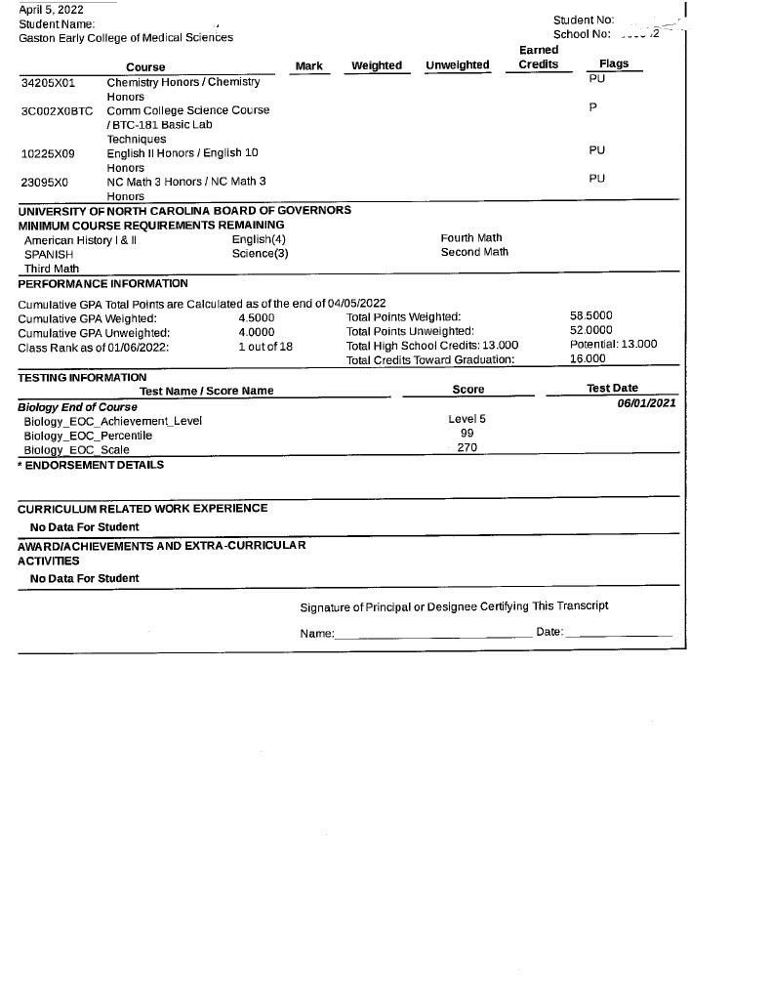 April 5, 2022
Student Name:
Student No:
Gaston Early College of Medical Sciences
School No: 2
Course Mark Weighted Unweighted Earned Credits Flags
34205X01 Chemistry Honors / Chemistry PU
Honors
3C002X0BTC Comm College Science Course P
/ BTC-181 Basic Lab
Techniques
10225X09 English II Honors / English 10 PU
Honors
23095X0 NC Math 3 Honors / NC Math 3 PU
Honors
UNIVERSITY OF NORTH CAROLINA BOARD OF GOVERNORS
MINIMUM COURSE REQUIREMENTS REMAINING
American History I & II English(4) Fourth Math
SPANISH Science(3) Second Math
Third Math
PERFORMANCE INFORMATION
Cumulative GPA Total Points are Calculated as of the end of 04/05/2022
Cumulative GPA Weighted: 4.5000 Total Points Weighted: 58.5000
Cumulative GPA Unweighted: 4.0000 Total Points Unweighted: 52.0000
Class Rank as of 01/06/2022: 1 out of 18 Total High School Credits: 13.000 Potential: 13.000
Total Credits Toward Graduation: 16.000
TESTING INFORMATION
Test Name / Score Name Score Test Date
Biology End of Course 06/01/2021
Biology_EOC_Achievement_Level Level 5
Biology_EOC_Percentile 99
Biology_EOC_Scale 270
* ENDORSEMENT DETAILS
CURRICULUM RELATED WORK EXPERIENCE
No Data For Student
AWARD/ACHIEVEMENTS AND EXTRA-CURRICULAR
ACTIVITIES
No Data For Student
Signature of Principal or Designee Certifying This Transcript
Name: Date: